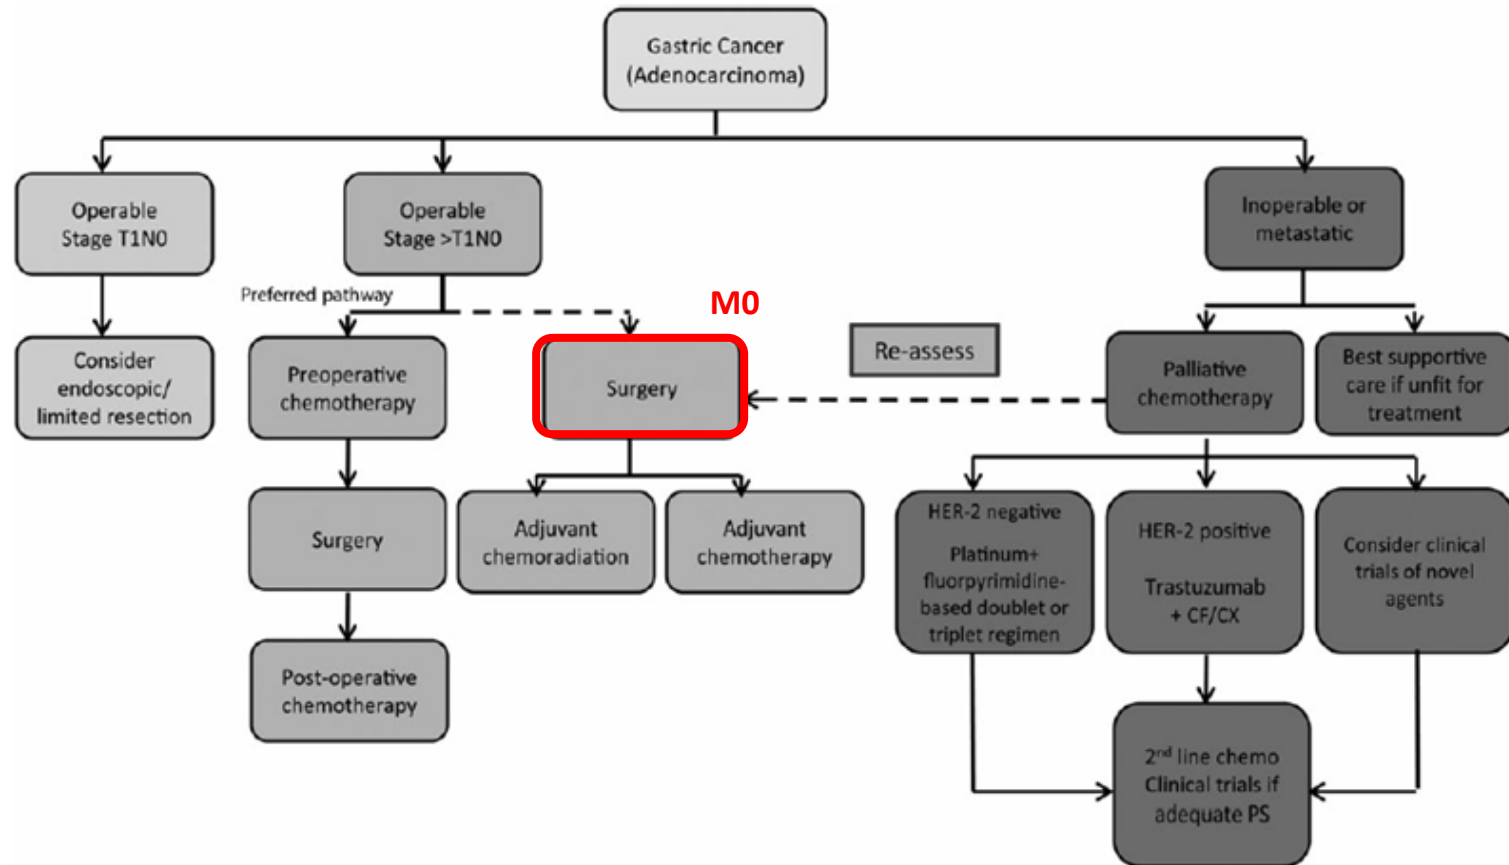 Gastric Cancer
(Adenocarcinoma)
Operable
Stage T1N0
Operable
Stage >T1N0
Inoperable or
metastatic
Preferred pathway
M0
Consider
endoscopic/
limited resection
Preoperative
chemotherapy
Surgery
Re-assess
Palliative
chemotherapy
Best supportive
care if unfit for
treatment
Surgery
Adjuvant
chemoradiation
Adjuvant
chemotherapy
HER-2 negative
Platinum+
fluorpyrimidine-
based doublet or
triplet regimen
HER-2 positive
Trastuzumab
+ CF/CX
Consider clinical
trials of novel
agents
Post-operative
chemotherapy
2nd line chemo
Clinical trials if
adequate PS